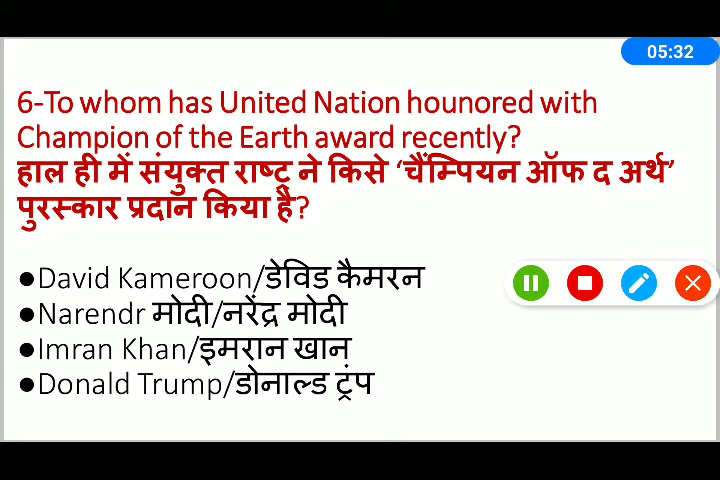 05:32
6-To whom has United Nation hounored with
Champion of the Earth award recently?
हाल ही में संयुक्त राष्ट्र ने किसे ‘चैंम्पियन ऑफ द अर्थ’
पुरस्कार प्रदान किया है?
●David Kameroon/डेविड कैमरन
●Narendr मोदी/नरेंद्र मोदी
●Imran Khan/इमरान खान
●Donald Trump/डोनाल्ड ट्रंप